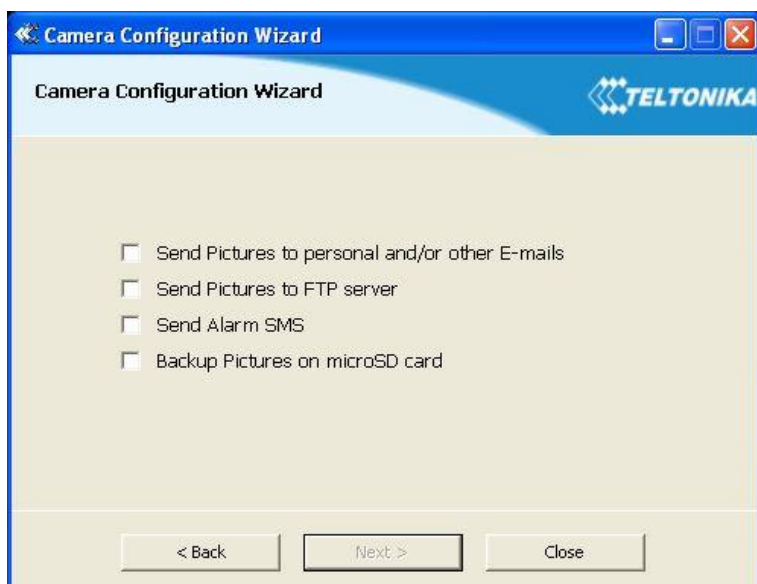 Camera Configuration Wizard
Camera Configuration Wizard
TELTONIKA
Send Pictures to personal and/or other E-mails
Send Pictures to FTP server
Send Alarm SMS
Backup Pictures on microSD card
< Back
Next >
Close